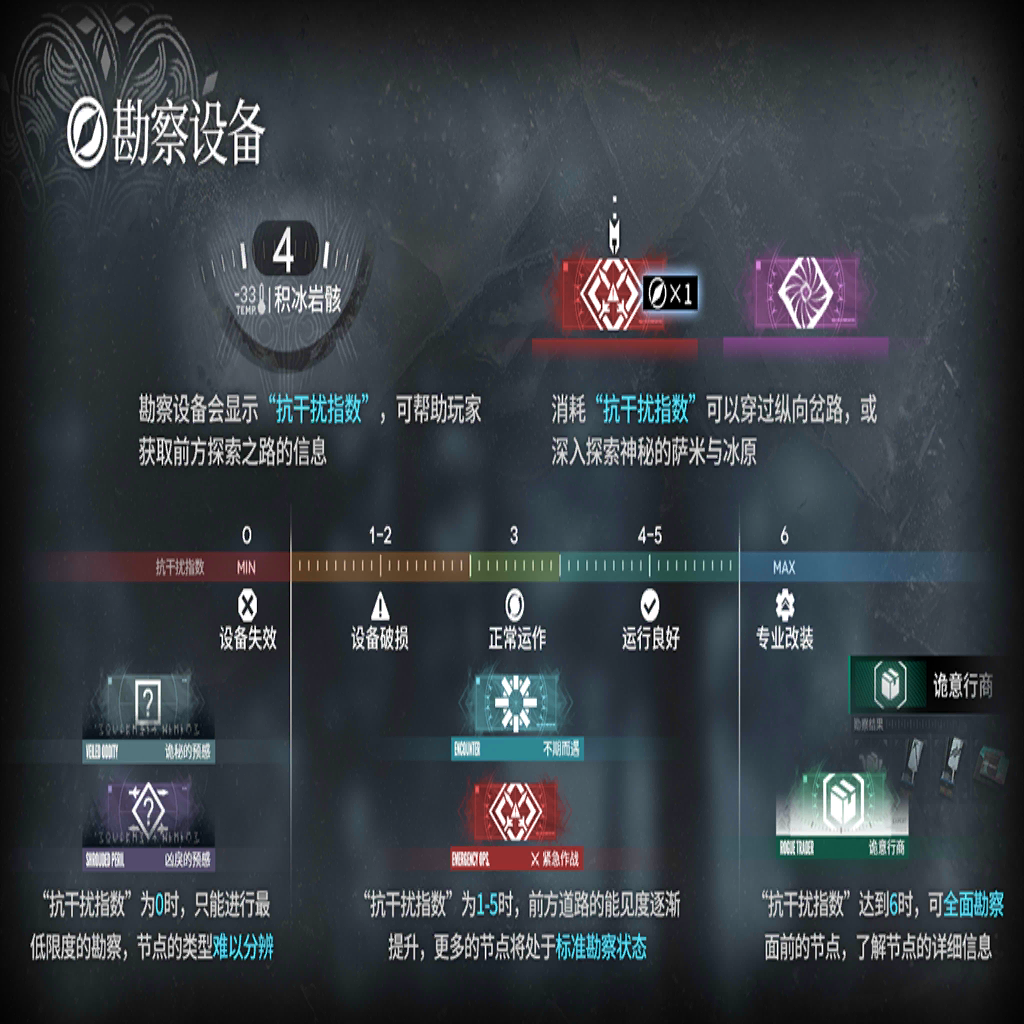 勘察设备
4
-33
TEMP.
积冰岩骸
×1
勘察设备会显示“抗干扰指数”，可帮助玩家
获取前方探索之路的信息
消耗“抗干扰指数”可以穿过纵向岔路，或
深入探索神秘的萨米与冰原
0
1-2
3
4-5
6
抗干扰指数
MIN
MAX
设备失效
设备破损
正常运作
运行良好
专业改装
诡意行商
勘察结果
VEILED ODDITY
诡秘的预感
ENCOUNTER
不期而遇
SHROUDED PERIL
凶戾的预感
EMERGENCY OPS.
紧急作战
ROGUE TRADER
诡意行商
“抗干扰指数”为0时，只能进行最
低限度的勘察，节点的类型难以分辨
“抗干扰指数”为1-5时，前方道路的能见度逐渐
提升，更多的节点将处于标准勘察状态
“抗干扰指数”达到6时，可全面勘察
面前的节点，了解节点的详细信息